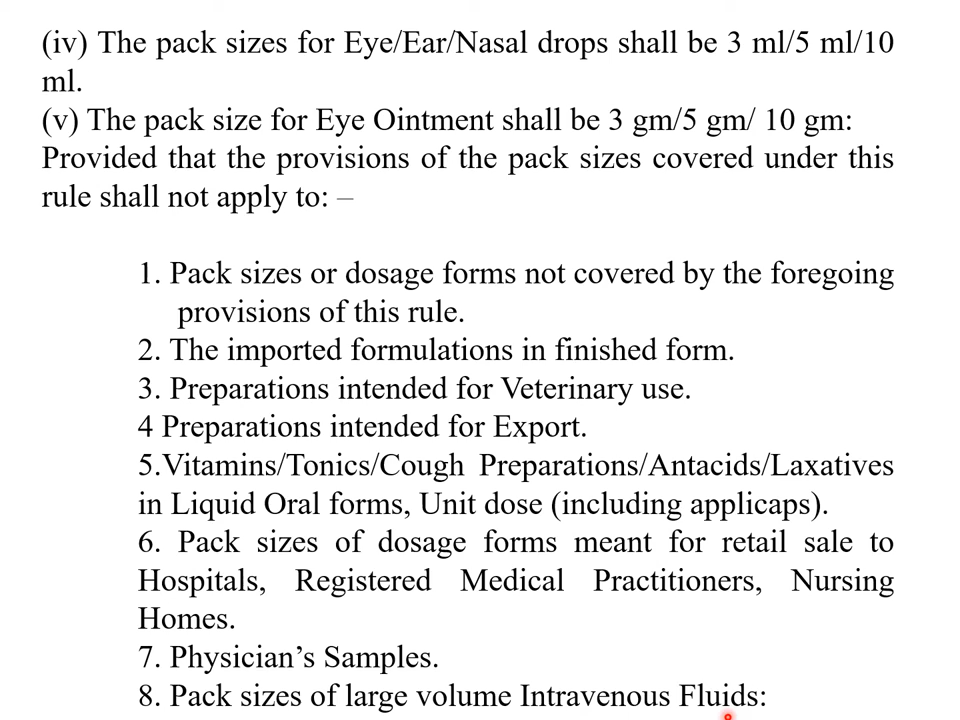 (iv) The pack sizes for Eye/Ear/Nasal drops shall be 3 ml/5 ml/10
ml.
(v) The pack size for Eye Ointment shall be 3 gm/5 gm/ 10 gm:
Provided that the provisions of the pack sizes covered under this
rule shall not apply to: –
1. Pack sizes or dosage forms not covered by the foregoing
provisions of this rule.
2. The imported formulations in finished form.
3. Preparations intended for Veterinary use.
4 Preparations intended for Export.
5.Vitamins/Tonics/Cough Preparations/Antacids/Laxatives
in Liquid Oral forms, Unit dose (including applicaps).
6. Pack sizes of dosage forms meant for retail sale to
Hospitals, Registered Medical Practitioners, Nursing
Homes.
7. Physician’s Samples.
8. Pack sizes of large volume Intravenous Fluids: